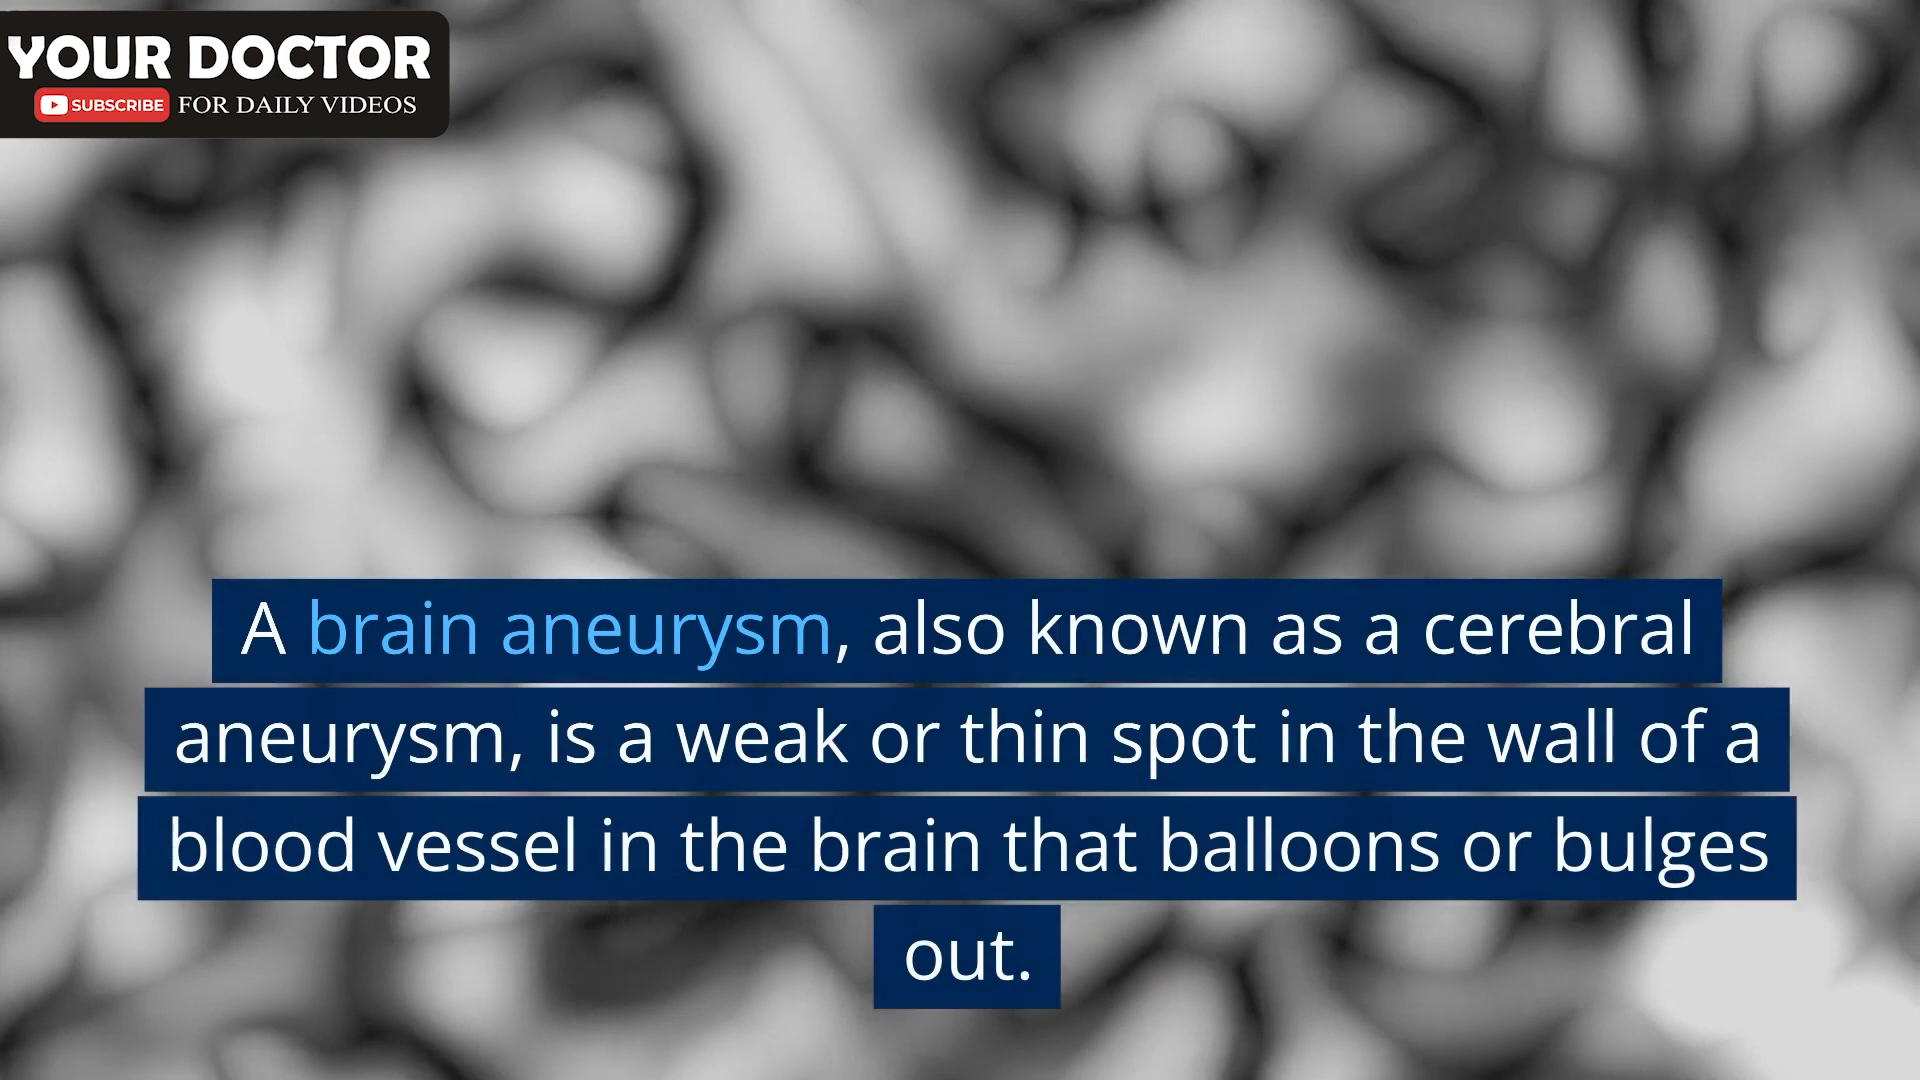 YOUR DOCTOR
SUBSCRIBE FOR DAILY VIDEOS
A brain aneurysm, also known as a cerebral
aneurysm, is a weak or thin spot in the wall of a
blood vessel in the brain that balloons or bulges
out.